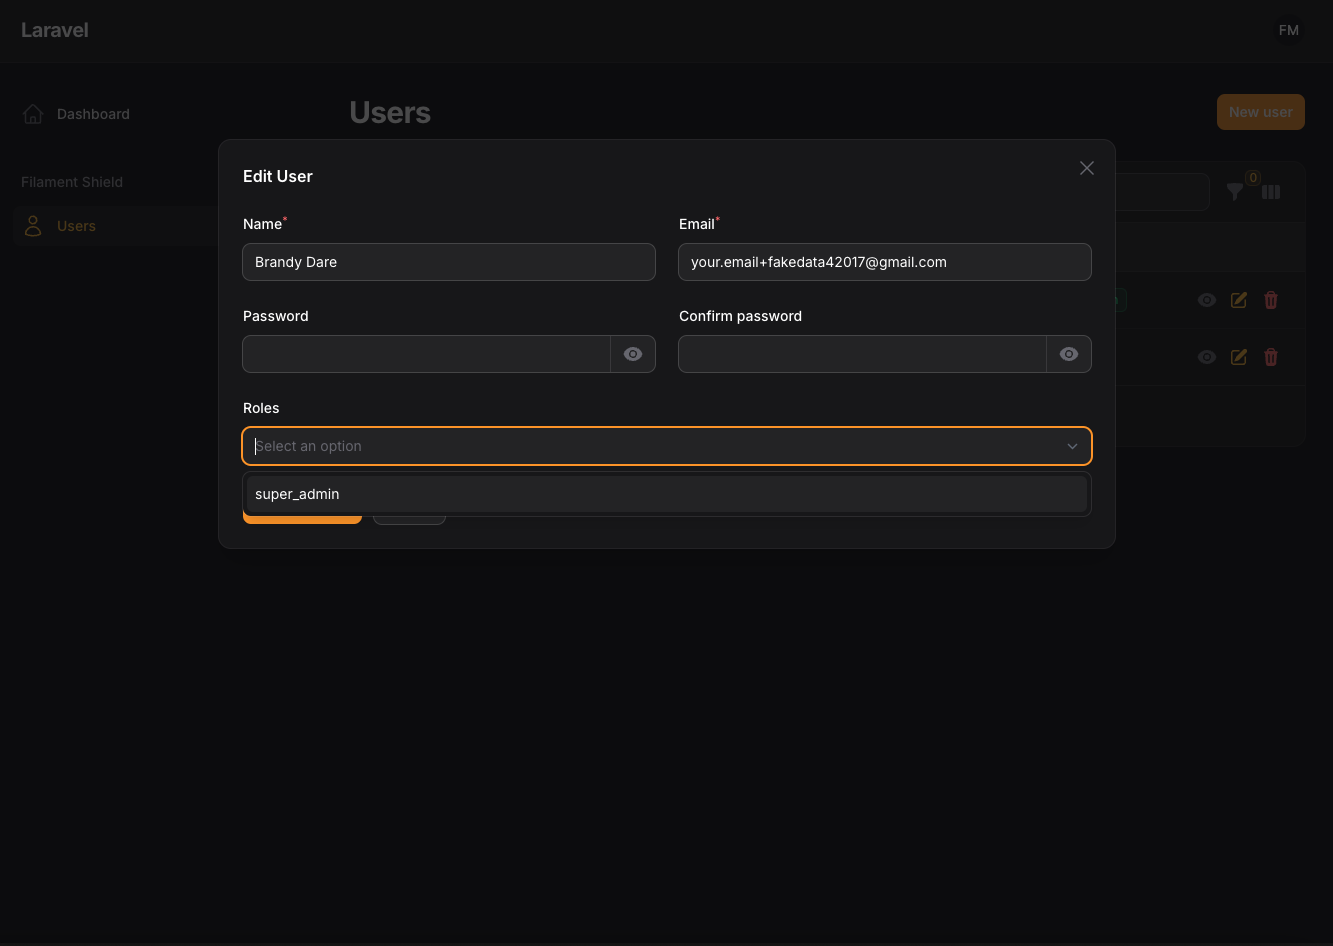 Laravel
FM
Dashboard
Users
New user
Filament Shield
0
Users
Edit User
Name*
Email*
Brandy Dare
your.email+fakedata42017@gmail.com
Password
Confirm password
Roles
Select an option
super_admin